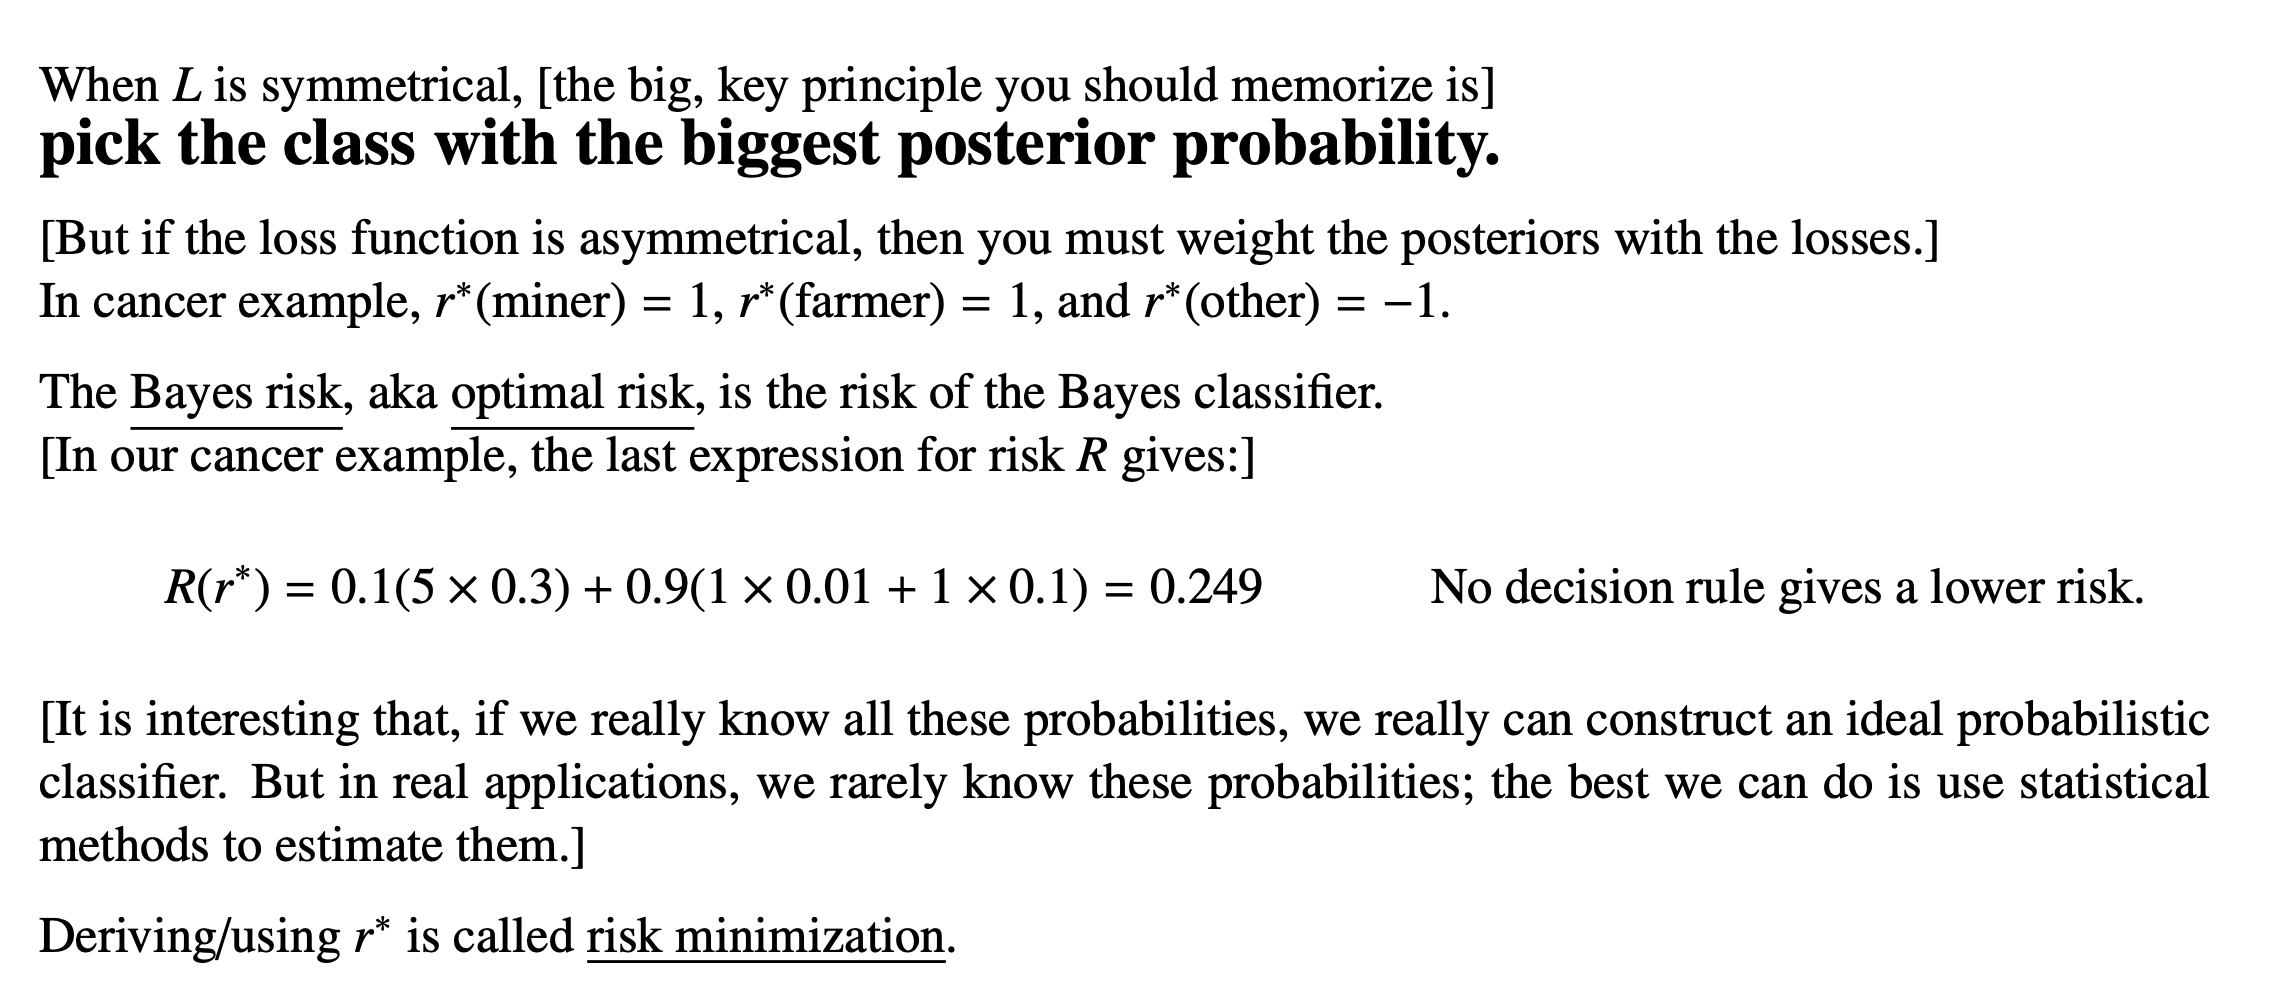 When L is symmetrical, [the big, key principle you should memorize is]
pick the class with the biggest posterior probability.
[But if the loss function is asymmetrical, then you must weight the posteriors with the losses.]
In cancer example, r*(miner) = 1, r*(farmer) = 1, and r*(other) = −1.
The Bayes risk, aka optimal risk, is the risk of the Bayes classifier.
[In our cancer example, the last expression for risk R gives:]
R(r*) = 0.1(5 × 0.3) + 0.9(1 × 0.01 + 1 × 0.1) = 0.249 No decision rule gives a lower risk.
[It is interesting that, if we really know all these probabilities, we really can construct an ideal probabilistic
classifier. But in real applications, we rarely know these probabilities; the best we can do is use statistical
methods to estimate them.]
Deriving/using r* is called risk minimization.